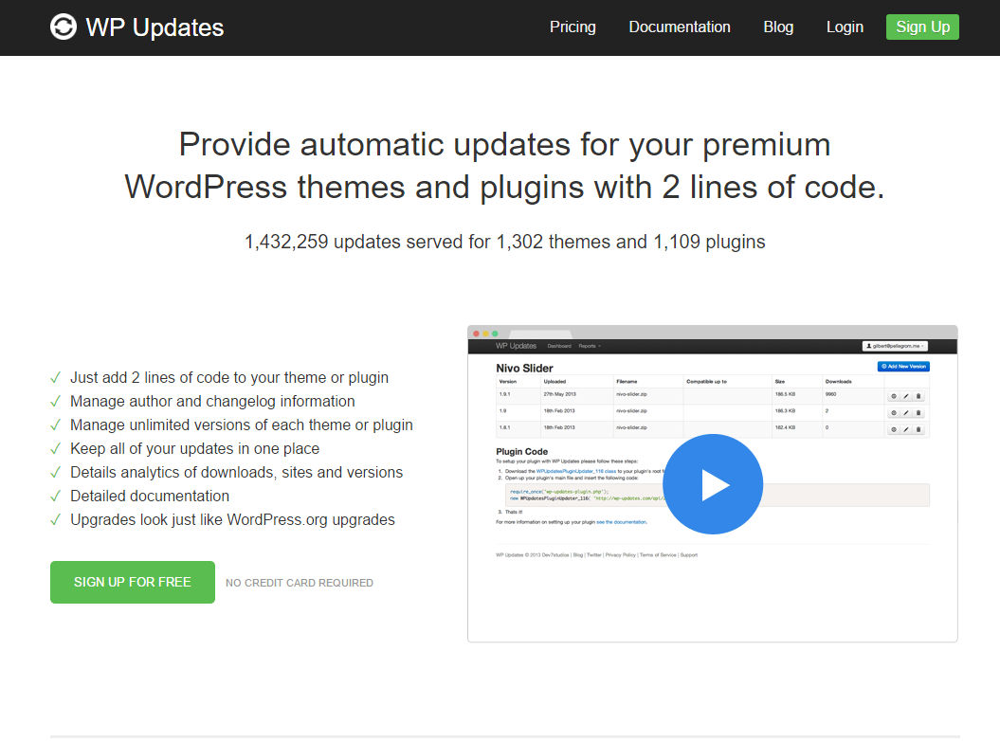 WP Updates
Pricing Documentation Blog Login Sign Up
Provide automatic updates for your premium
WordPress themes and plugins with 2 lines of code.
1,432,259 updates served for 1,302 themes and 1,109 plugins
✓ Just add 2 lines of code to your theme or plugin
✓ Manage author and changelog information
✓ Manage unlimited versions of each theme or plugin
✓ Keep all of your updates in one place
✓ Details analytics of downloads, sites and versions
✓ Detailed documentation
✓ Upgrades look just like WordPress.org upgrades
SIGN UP FOR FREE NO CREDIT CARD REQUIRED
WP Updates Dashboard Reports gilbert@pellegrom.me
Nivo Slider Add New Version
Version Uploaded Filename Compatible up to Size Downloads
1.9.1 27th May 2013 nivo-slider.zip 186.5 KB 9960
1.9 18th Feb 2013 nivo-slider.zip 186.3 KB 2
1.8.1 18th Feb 2013 nivo-slider.zip 182.4 KB 0
Plugin Code
To setup your plugin with WP Updates please follow these steps:
1. Download the WPUpdatesPluginUpdater_116 class to your plugin's root
2. Open up your plugin's main file and insert the following code:
require_once('wp-updates-plugin.php');
new WPUpdatesPluginUpdater_116( 'http://wp-updates.com/api/
3. Thats it!
For more information on setting up your plugin see the documentation.
WP Updates © 2013 Dev7studios | Blog | Twitter | Privacy Policy | Terms of Service | Support